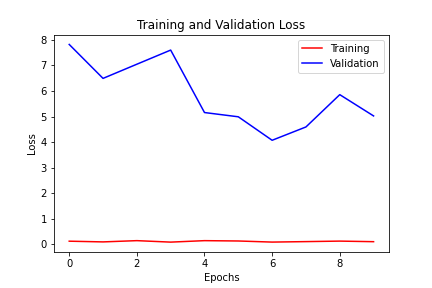 Training and Validation Loss
8
7
6
5
4
3
2
1
0
Loss
Training
Validation
0 2 4 6 8
Epochs